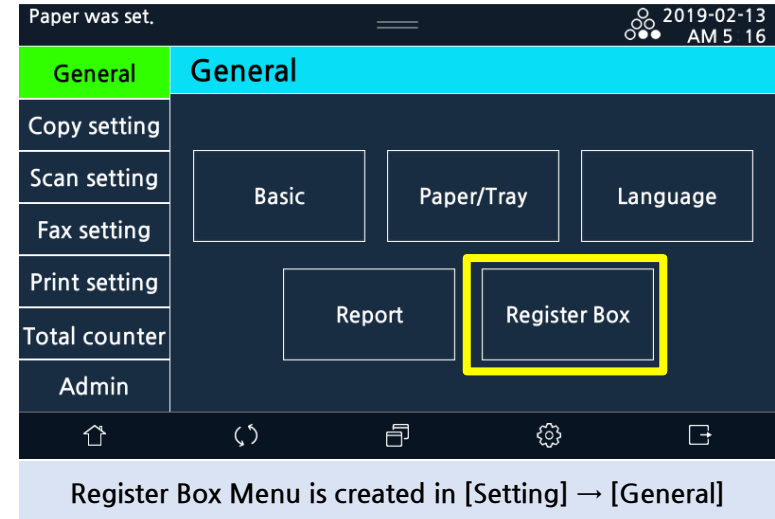 Paper was set.
2019-02-13
AM 5 16
General
General
Copy setting
Scan setting
Fax setting
Print setting
Total counter
Admin
Basic
Paper/Tray
Language
Report
Register Box
Register Box Menu is created in [Setting] → [General]